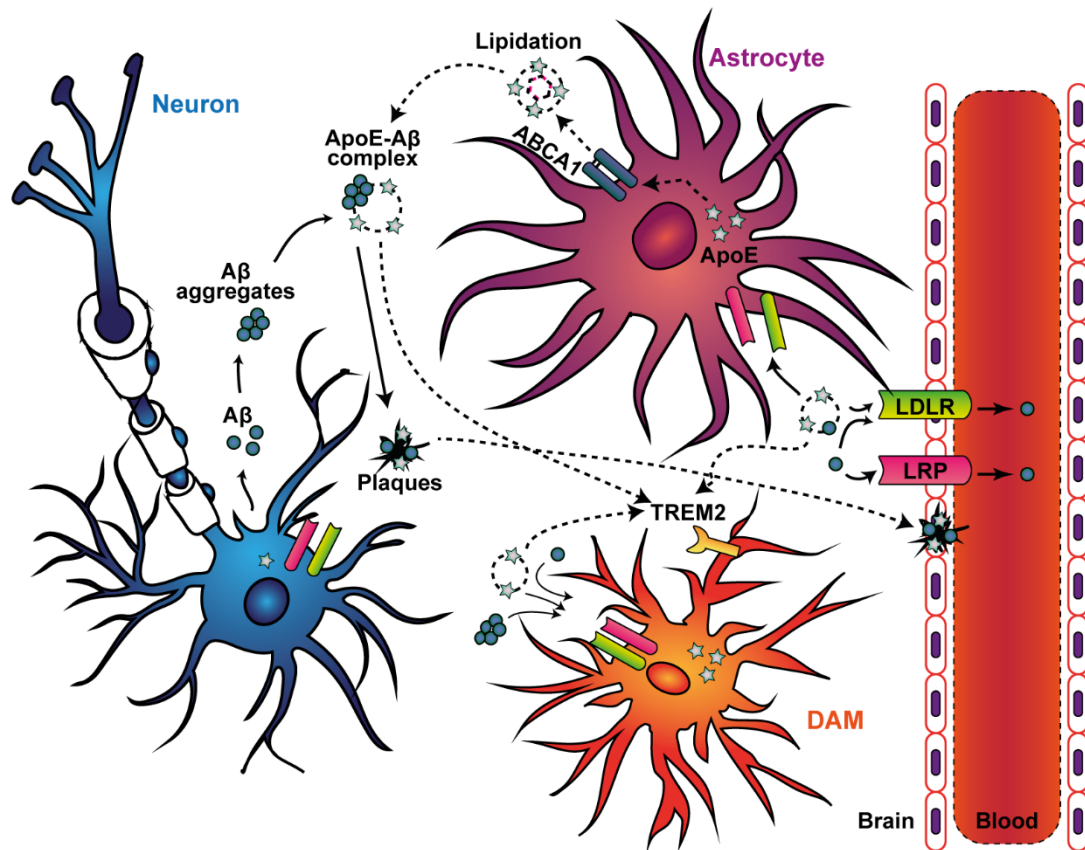 Lipidation
Astrocyte
Neuron
ApoE-Aβ
complex
ABCA1
ApoE
Aβ
aggregates
Aβ
LDLR
LRP
Plaques
TREM2
DAM
Brain
Blood